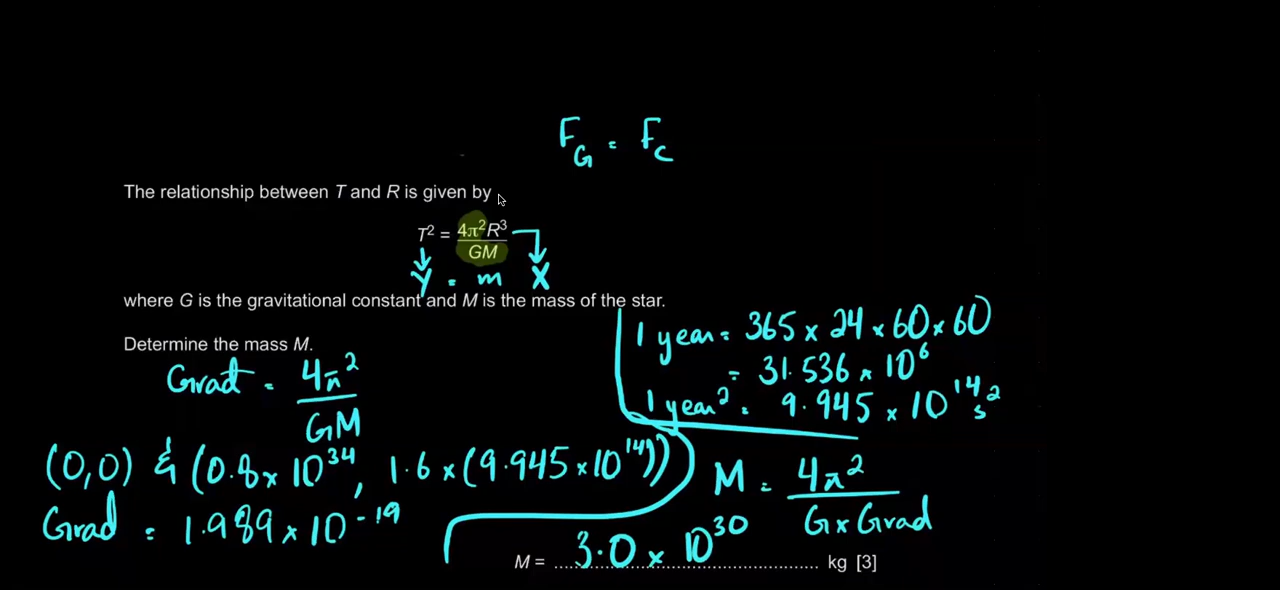 F_G = F_C
The relationship between T and R is given by
T² = 4π²R³ / GM
Y = m X
where G is the gravitational constant and M is the mass of the star.
1 year = 365 × 24 × 60 × 60
= 31.536 × 10⁶
1 year² = 9.945 × 10¹⁴ s²
Determine the mass M.
Grad = 4π² / GM
(0,0) & (0.8 × 10³⁴, 1.6 × (9.945 × 10¹⁴))
Grad = 1.989 × 10⁻¹⁹
M = 4π² / G × Grad
M = 3.0 × 10³⁰ kg [3]